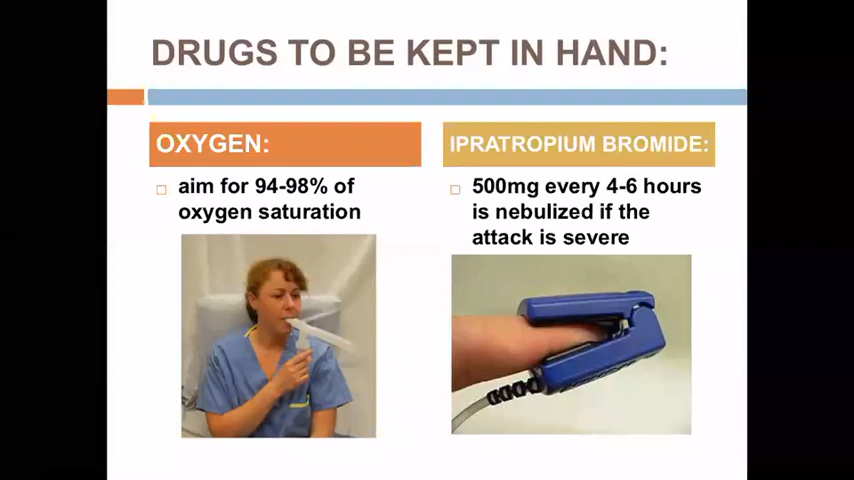 DRUGS TO BE KEPT IN HAND:
OXYGEN:
aim for 94-98% of
oxygen saturation
IPRATROPIUM BROMIDE:
500mg every 4-6 hours
is nebulized if the
attack is severe